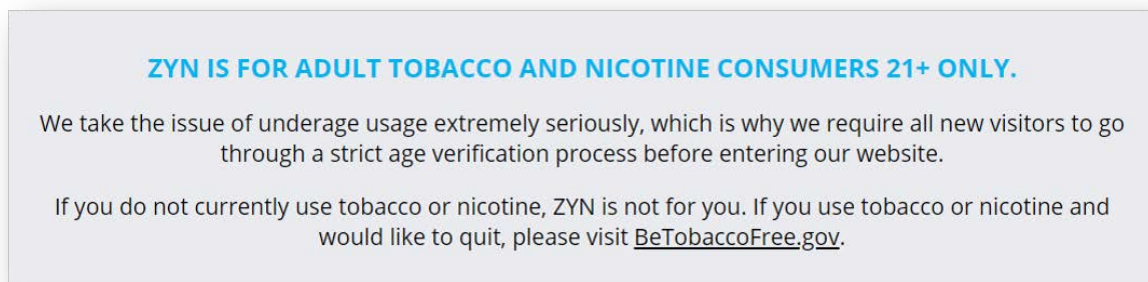 ZYN IS FOR ADULT TOBACCO AND NICOTINE CONSUMERS 21+ ONLY.
We take the issue of underage usage extremely seriously, which is why we require all new visitors to go
through a strict age verification process before entering our website.
If you do not currently use tobacco or nicotine, ZYN is not for you. If you use tobacco or nicotine and
would like to quit, please visit BeTobaccoFree.gov.